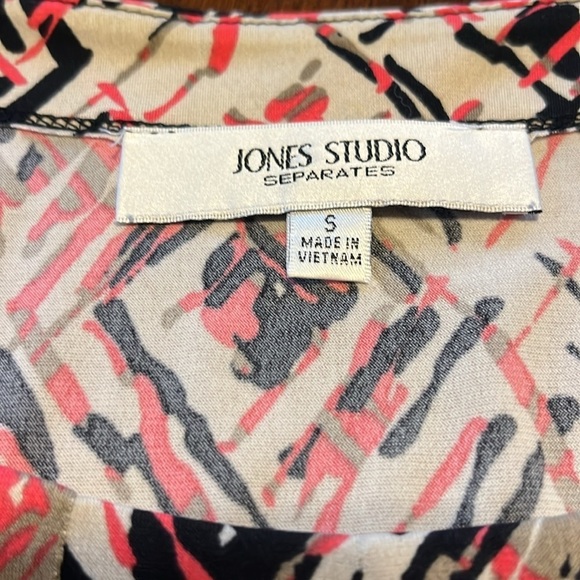 JONES STUDIO
SEPARATES
S
MADE IN
VIETNAM